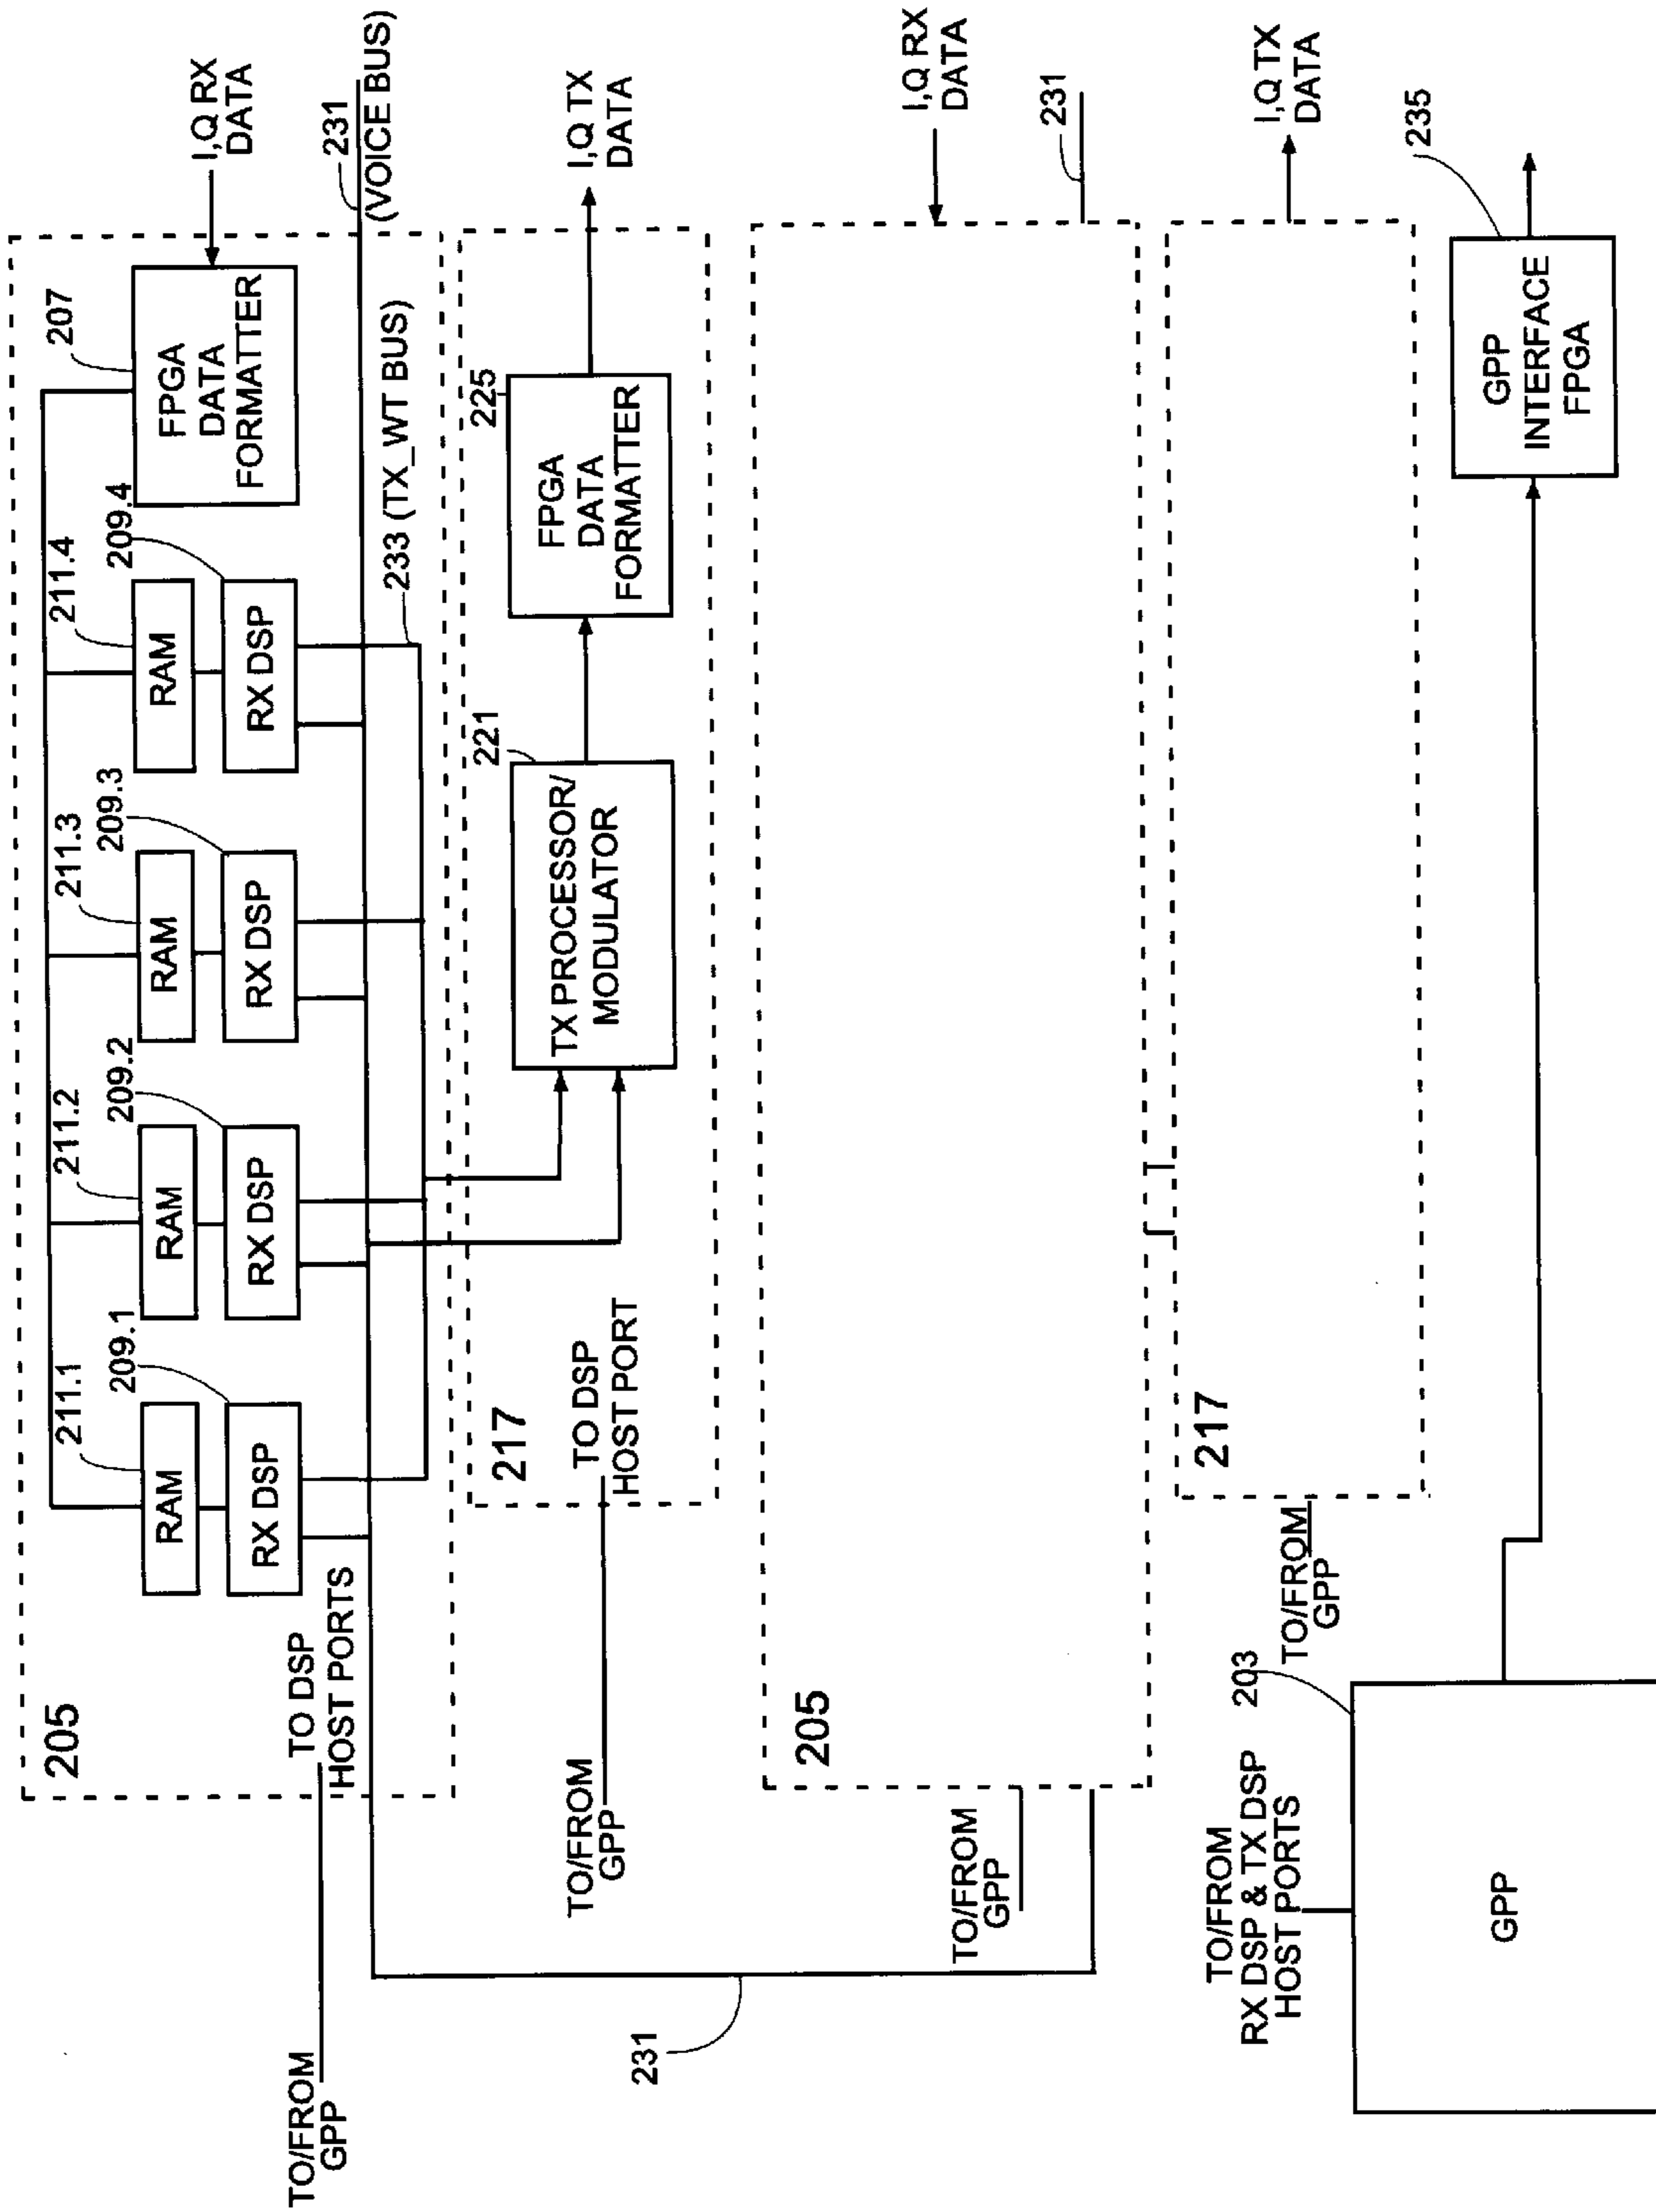 205
TO DSP
HOST PORTS
TO/FROM
GPP
211.1
RAM
209.1
RX DSP
211.2
RAM
209.2
RX DSP
211.3
RAM
209.3
RX DSP
211.4
RAM
209.4
RX DSP
207
FPGA
DATA
FORMATTER
I,Q RX
DATA
231
(VOICE BUS)
233 (TX_WT BUS)
217
TO DSP
HOST PORT
TO/FROM
GPP
221
TX PROCESSOR/
MODULATOR
225
FPGA
DATA
FORMATTER
I,Q TX
DATA
231
205
TO/FROM
GPP
I,Q RX
DATA
231
217
TO/FROM
GPP
I,Q TX
DATA
TO/FROM
RX DSP & TX DSP
HOST PORTS
203
GPP
235
GPP
INTERFACE
FPGA